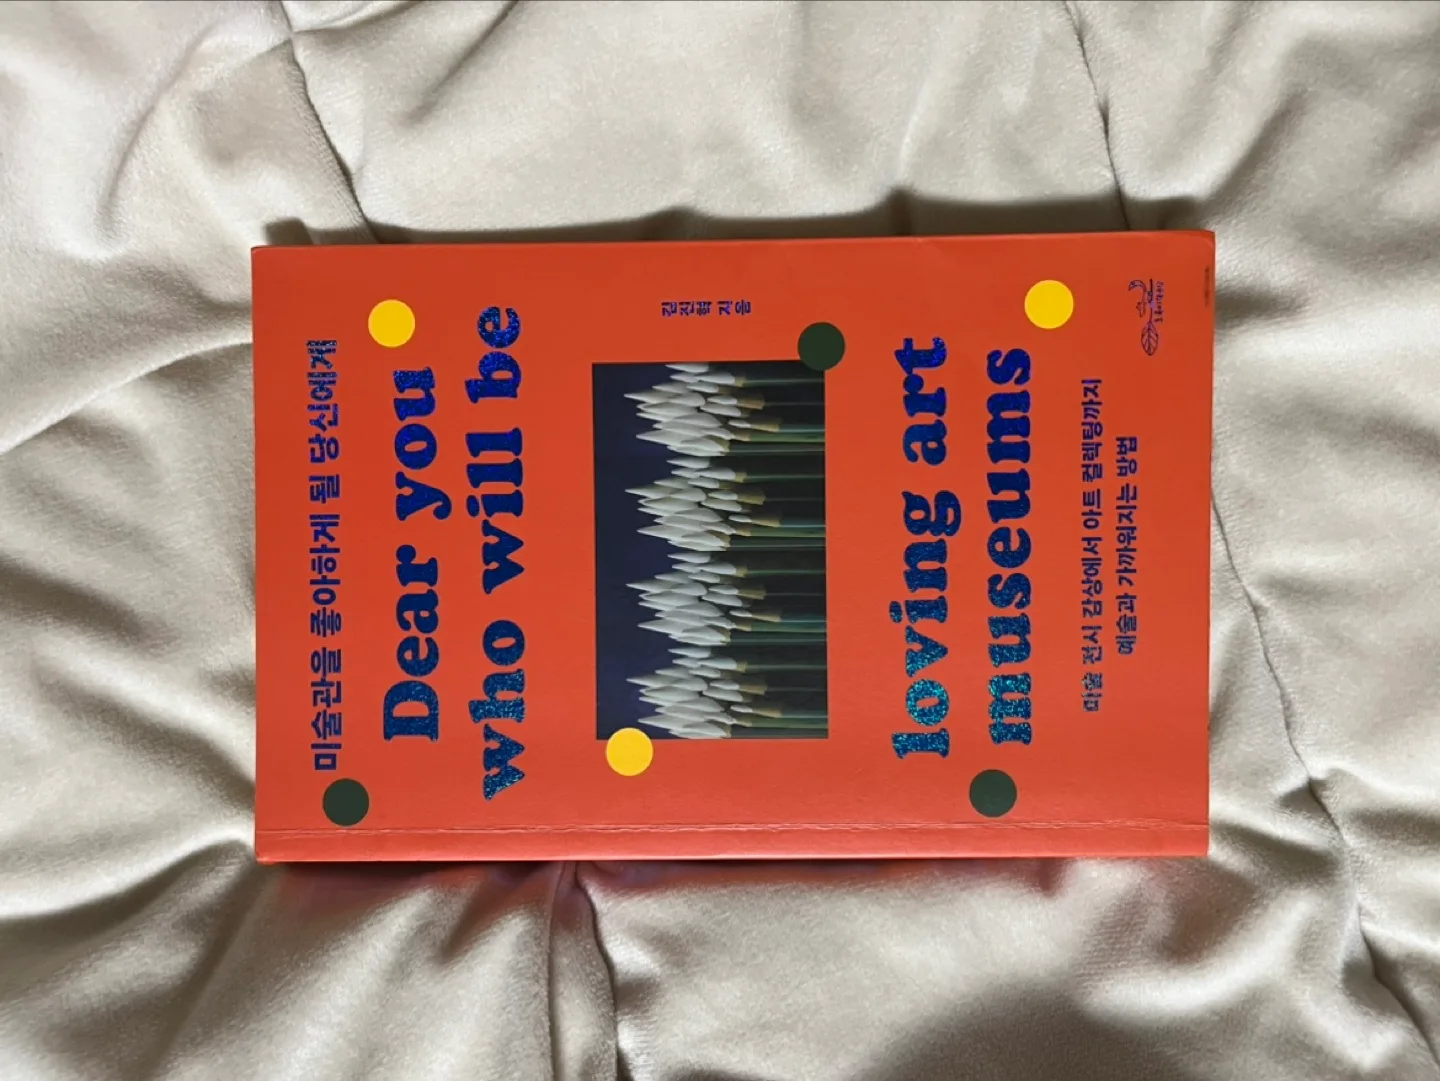 미술관을 좋아하게 될 당신에게
Dear you
who will be
김진혁 지음
loving art
museums
미술 전시 감상에서 아트 컬렉팅까지
예술과 가까워지는 방법